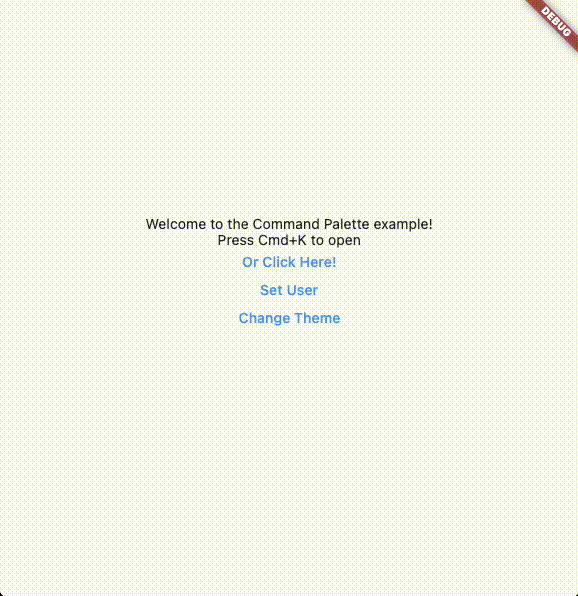 DEBUG
Welcome to the Command Palette example!
Press Cmd+K to open
Or Click Here!
Set User
Change Theme